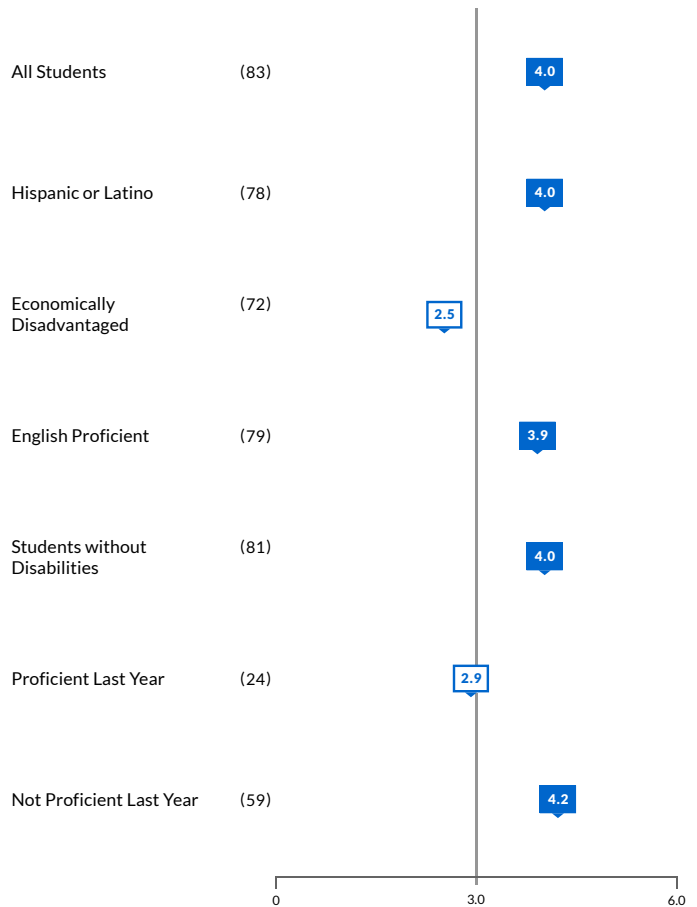 All Students (83) 4.0
Hispanic or Latino (78) 4.0
Economically (72)
Disadvantaged
2.5
English Proficient (79) 3.9
Students without (81)
Disabilities
4.0
Proficient Last Year (24) 2.9
Not Proficient Last Year (59) 4.2
0 3.0 6.0